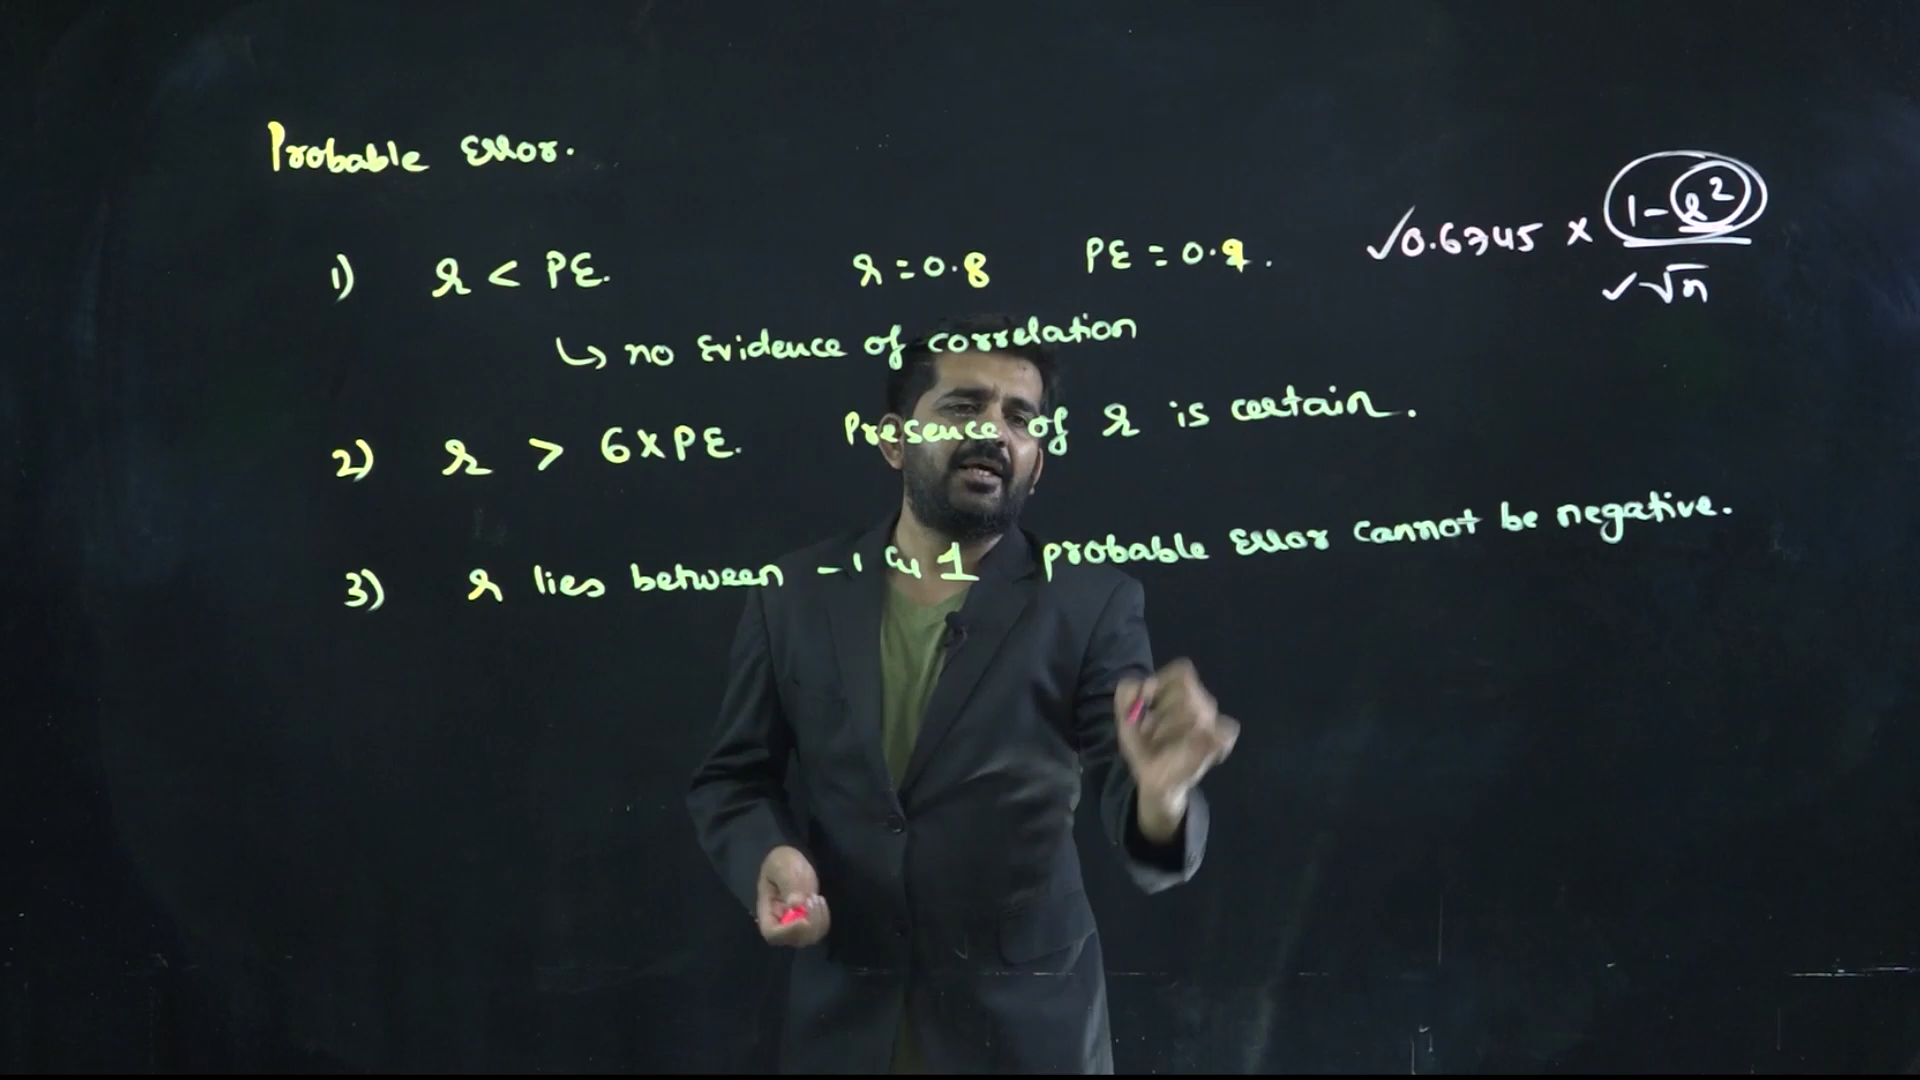 Probable Error.
1) r < PE. r = 0.8 PE = 0.9. ✓0.6745 × (1-r²)/✓√n
↳ no Evidence of correlation
2) r > 6×PE. Presence of r is certain.
3) r lies between -1 & 1 probable Error cannot be negative.